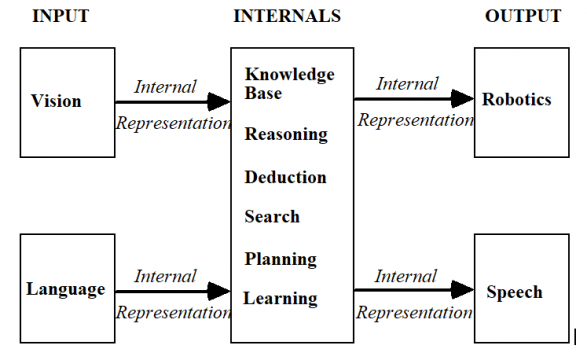 INPUT
INTERNALS
OUTPUT
Vision
Internal
Representation
Knowledge
Base
Reasoning
Deduction
Search
Planning
Learning
Internal
Representation
Robotics
Language
Internal
Representation
Internal
Representation
Speech